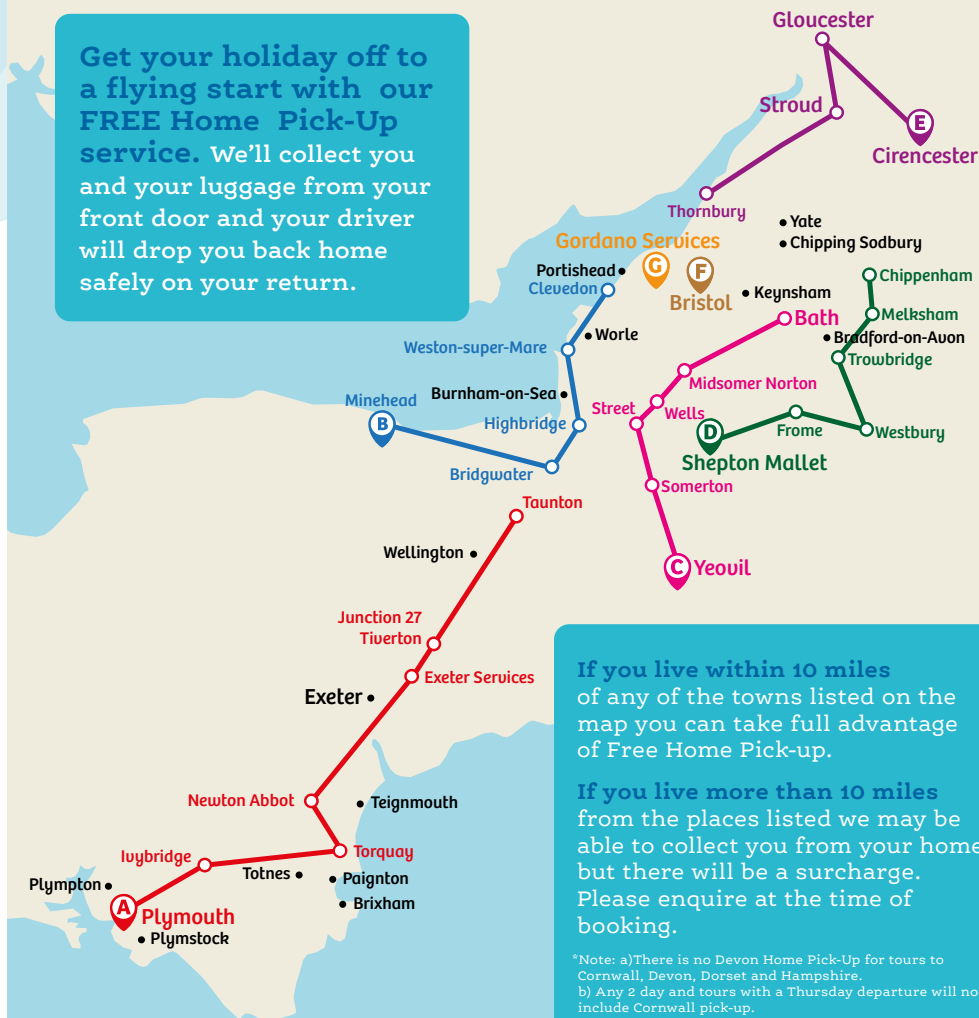 Get your holiday off to
a flying start with our
FREE Home Pick-Up
service. We'll collect you
and your luggage from your
front door and your driver
will drop you back home
safely on your return.
Gloucester
Stroud
E
Cirencester
Thornbury
Yate
Chipping Sodbury
Gordano Services
G
F
Bristol
Portishead
Clevedon
Keynsham
Chippenham
Melksham
Bath
Bradford-on-Avon
Trowbridge
Worle
Weston-super-Mare
Midsomer Norton
Burnham-on-Sea
Minehead
B
Highbridge
Street
Wells
D
Frome
Westbury
Shepton Mallet
Bridgwater
Somerton
Taunton
Wellington
C Yeovil
Junction 27
Tiverton
Exeter Services
Exeter
Newton Abbot
Teignmouth
Ivybridge
Torquay
Totnes
Paignton
Plympton
Brixham
A
Plymouth
Plymstock
If you live within 10 miles
of any of the towns listed on the
map you can take full advantage
of Free Home Pick-up.
If you live more than 10 miles
from the places listed we may be
able to collect you from your home
but there will be a surcharge.
Please enquire at the time of
booking.
*Note: a)There is no Devon Home Pick-Up for tours to
Cornwall, Devon, Dorset and Hampshire.
b) Any 2 day and tours with a Thursday departure will no
include Cornwall pick-up.